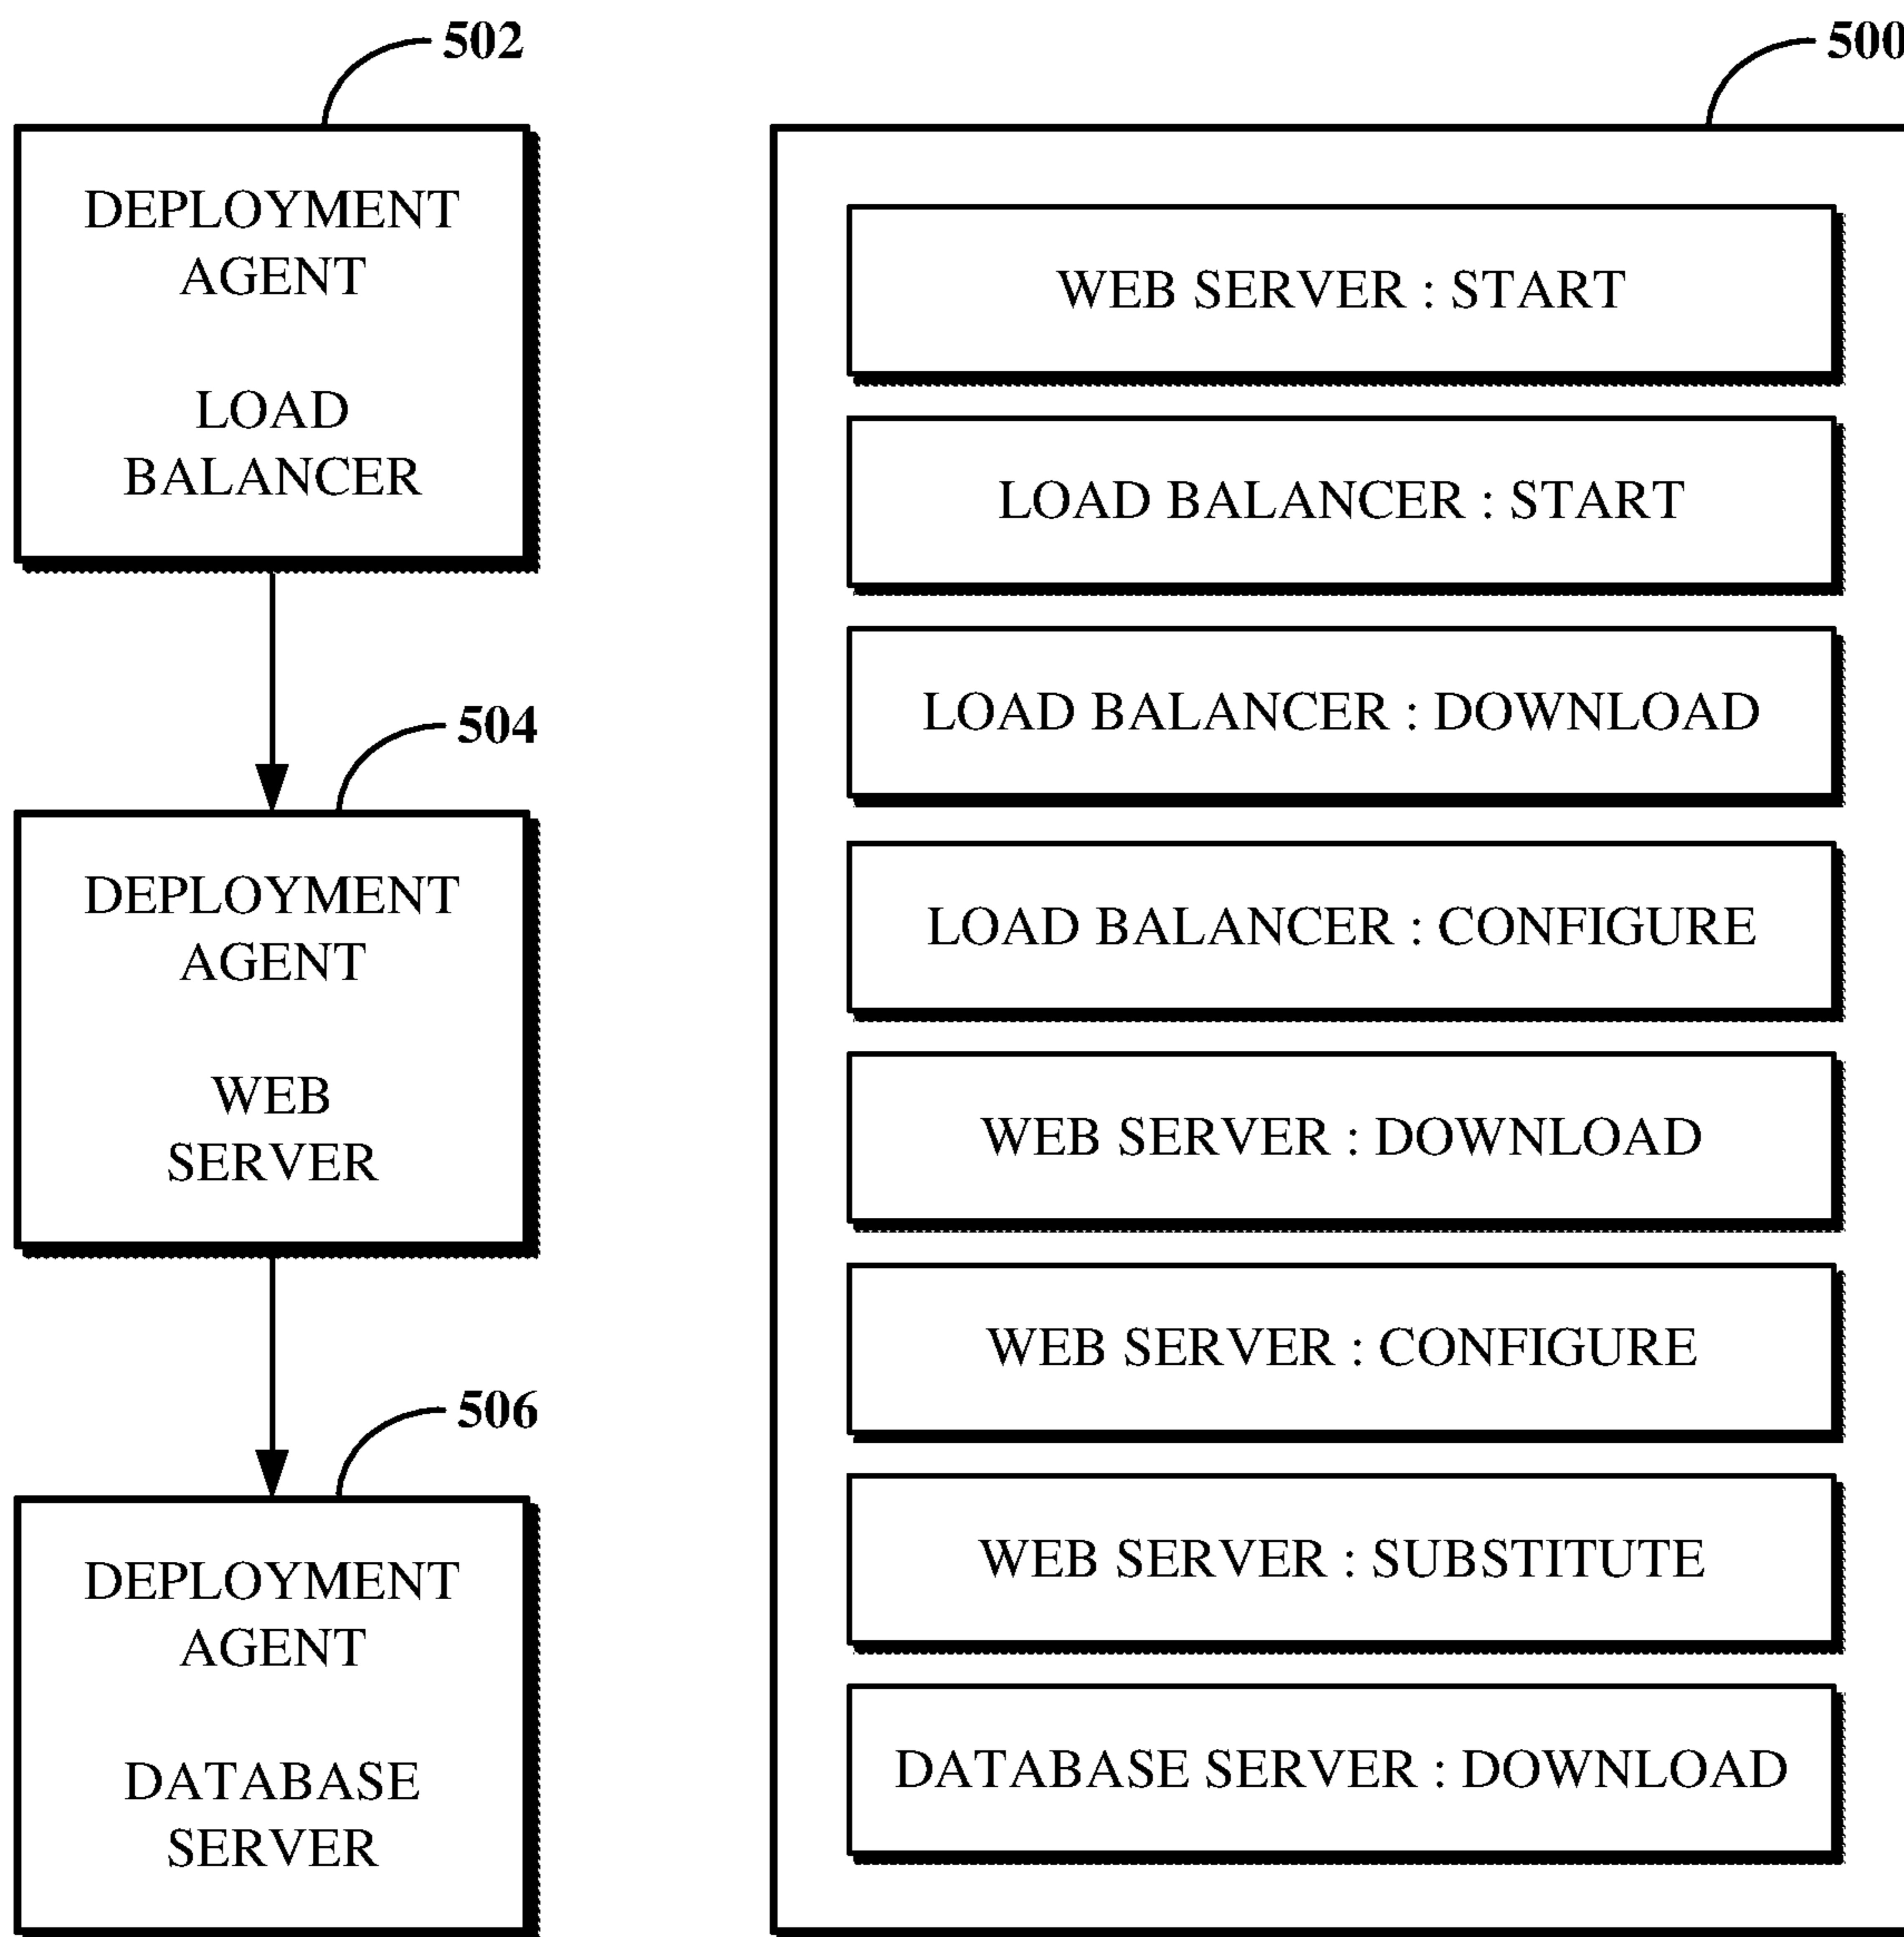 502
DEPLOYMENT
AGENT
LOAD
BALANCER
504
DEPLOYMENT
AGENT
WEB
SERVER
506
DEPLOYMENT
AGENT
DATABASE
SERVER
500
WEB SERVER : START
LOAD BALANCER : START
LOAD BALANCER : DOWNLOAD
LOAD BALANCER : CONFIGURE
WEB SERVER : DOWNLOAD
WEB SERVER : CONFIGURE
WEB SERVER : SUBSTITUTE
DATABASE SERVER : DOWNLOAD